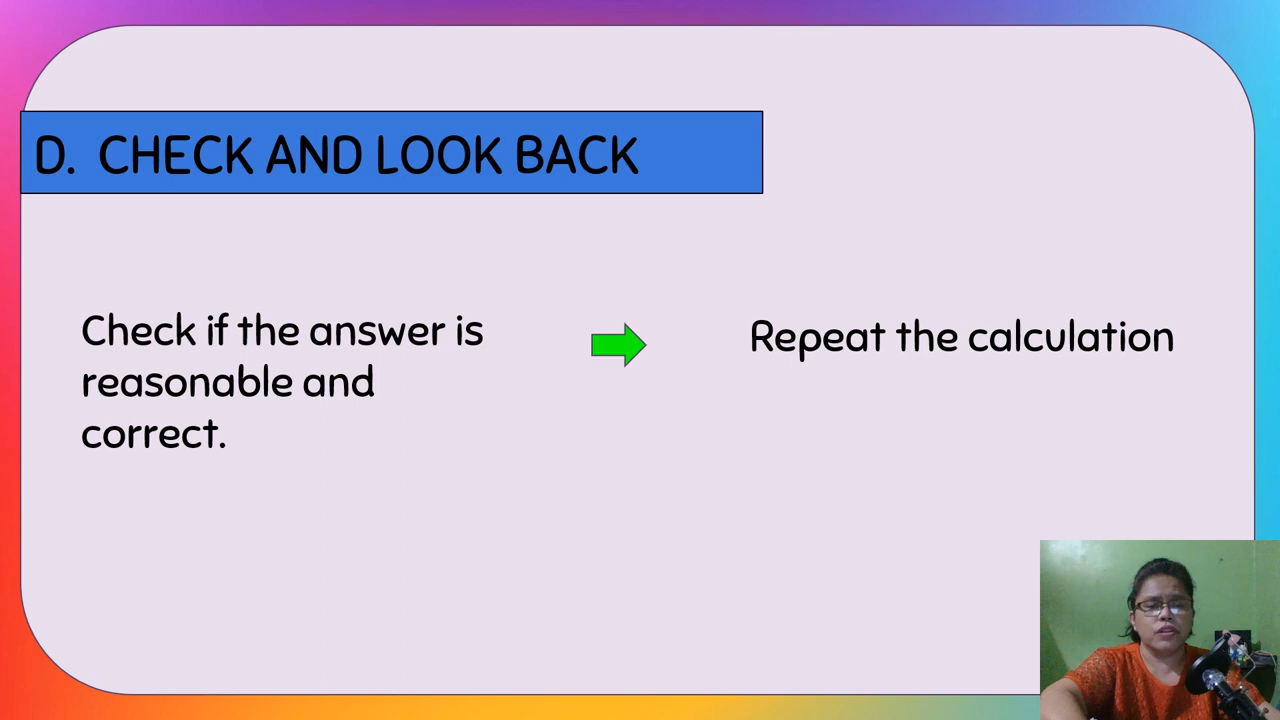 D. CHECK AND LOOK BACK
Check if the answer is
reasonable and
correct.
Repeat the calculation